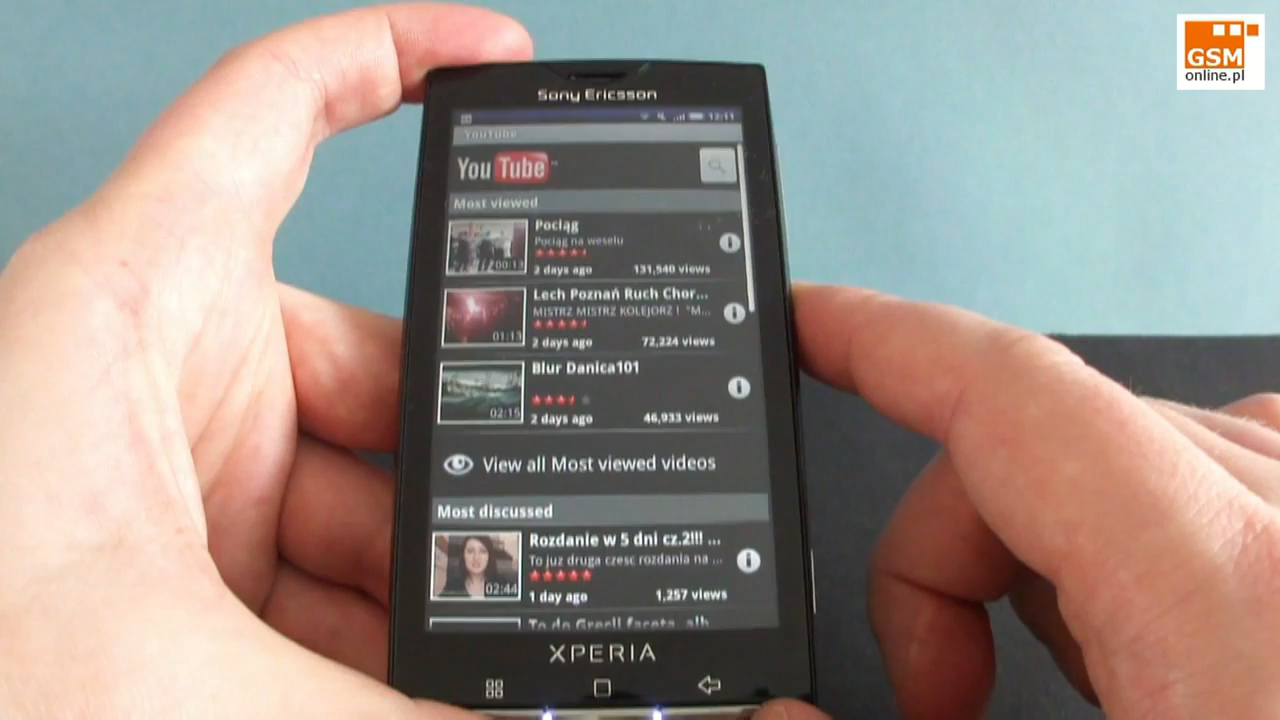 GSM
online.pl
Sony Ericsson
12:11
YouTube
YouTube
Most viewed
Pociąg
Pociąg na weselu
00:13
2 days ago 131,540 views
Lech Poznań Ruch Chor...
MISTRZ MISTRZ KOLEJORZ ! "M...
01:13
2 days ago 72,224 views
Blur Danica101
02:15
2 days ago 46,933 views
View all Most viewed videos
Most discussed
Rozdanie w 5 dni cz.2!!! ...
To juz druga czesc rozdania na ...
02:44
1 day ago 1,257 views
XPERIA